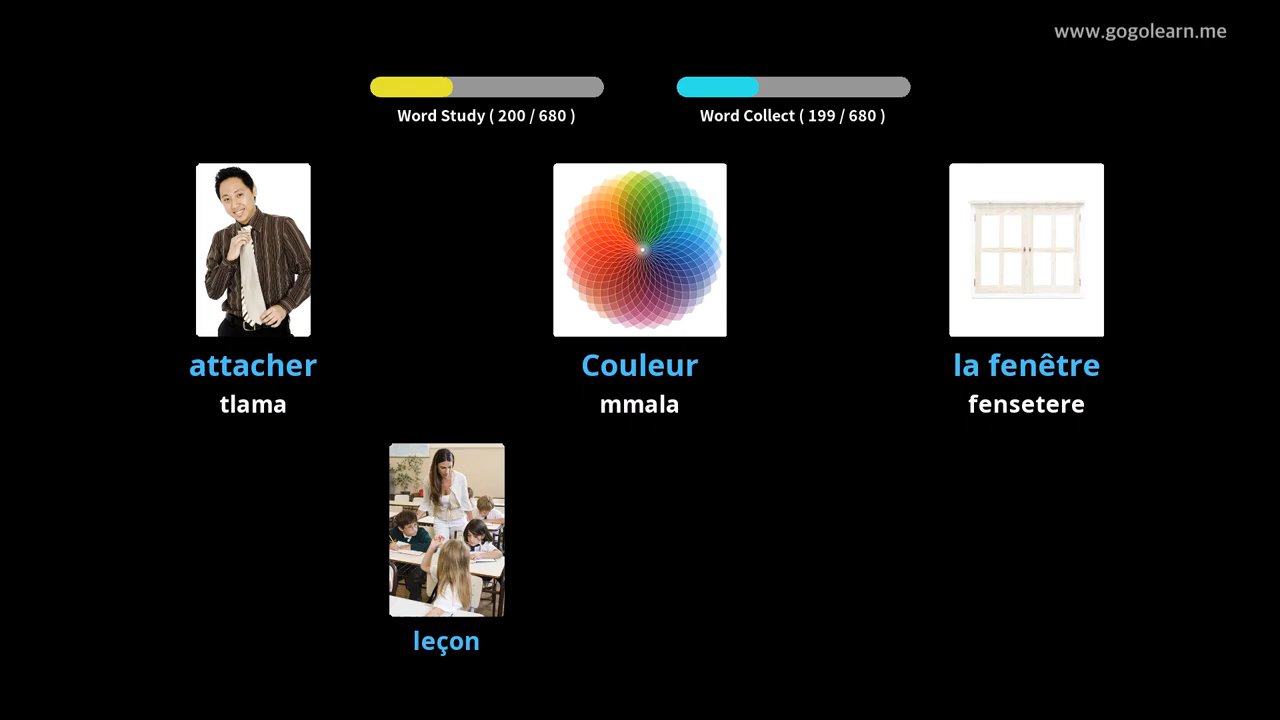 www.gogolearn.me
Word Study ( 200 / 680 )
Word Collect ( 199 / 680 )
attacher
Couleur
la fenêtre
tlama
mmala
fensetere
leçon